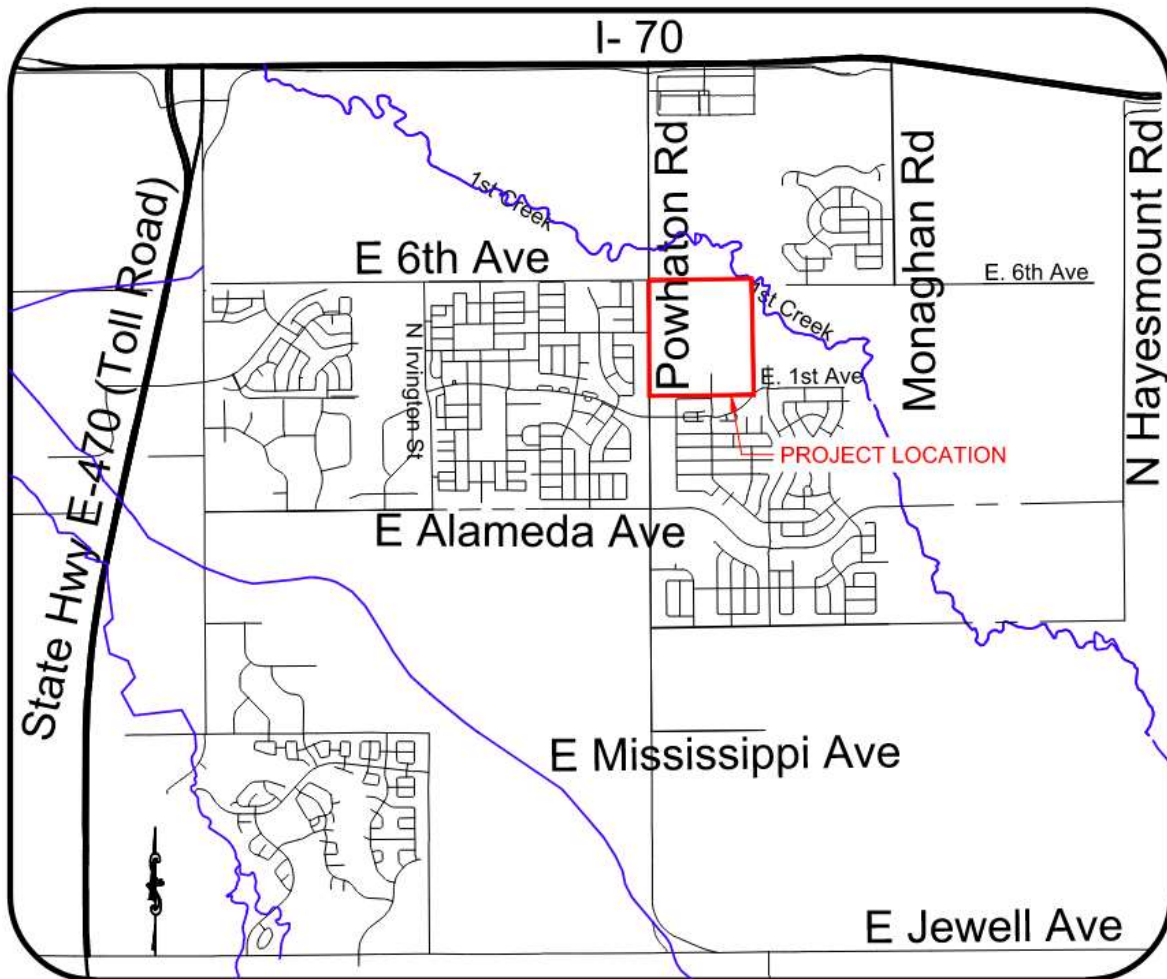 I- 70
Powhaton Rd
Monaghan Rd
N Hayesmount Rd
State Hwy E-470 (Toll Road)
1st Creek
E 6th Ave
E. 6th Ave
1st Creek
N Irvington St
E. 1st Ave
PROJECT LOCATION
E Alameda Ave
E Mississippi Ave
E Jewell Ave